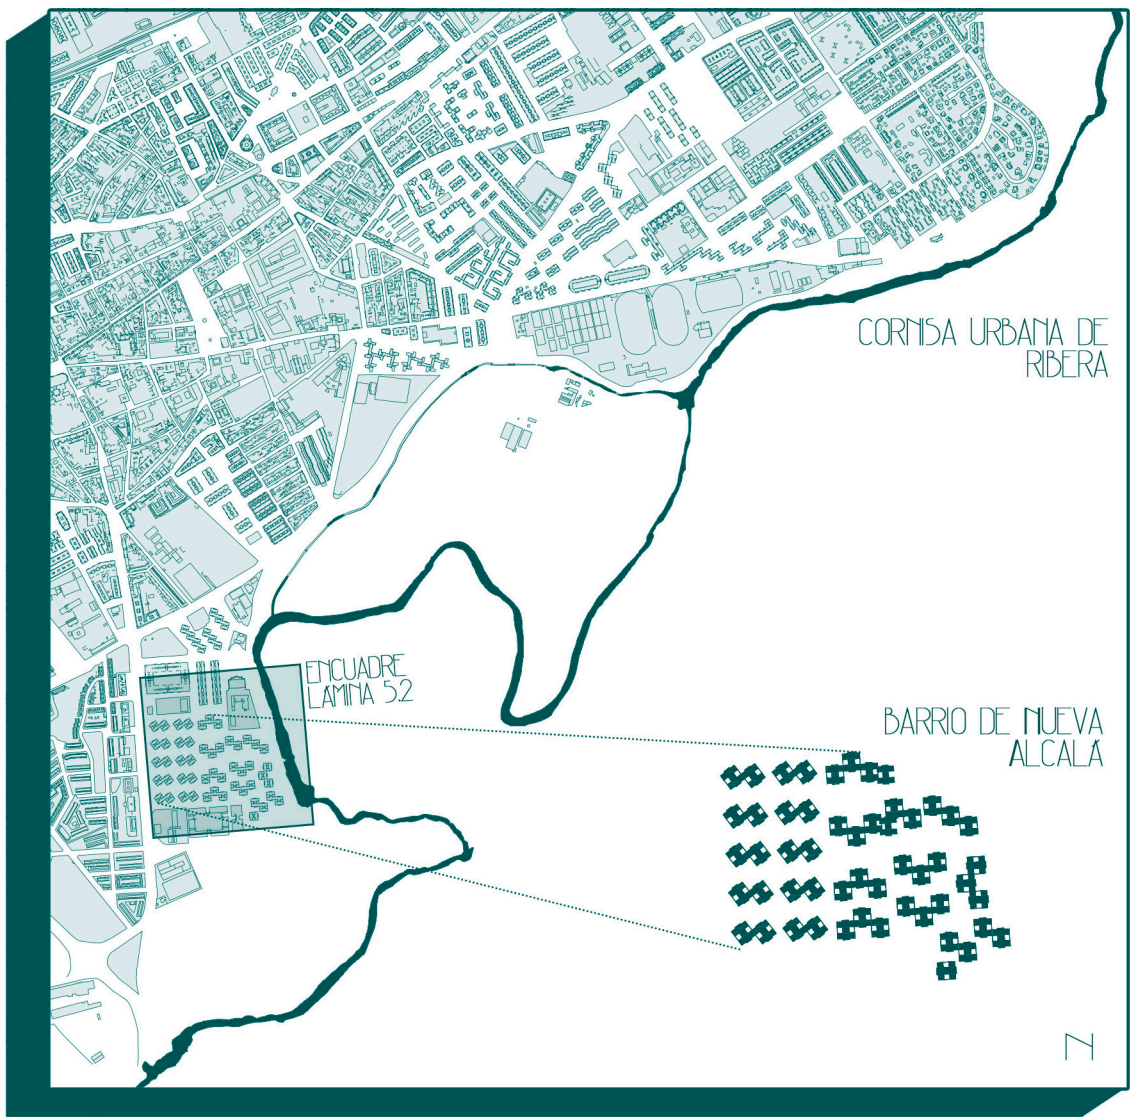 CORNISA URBANA DE
RIBERA
ENCUADRE
LÁMINA 5.2
BARRIO DE NUEVA
ALCALÁ
N